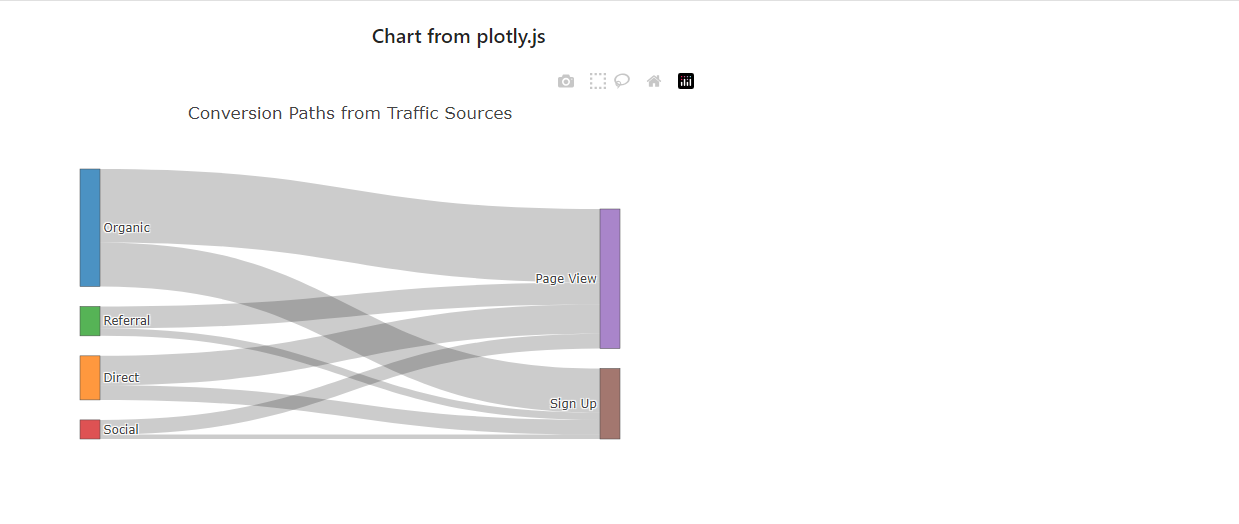 Chart from plotly.js
Conversion Paths from Traffic Sources
Organic
Page View
Referral
Direct
Sign Up
Social